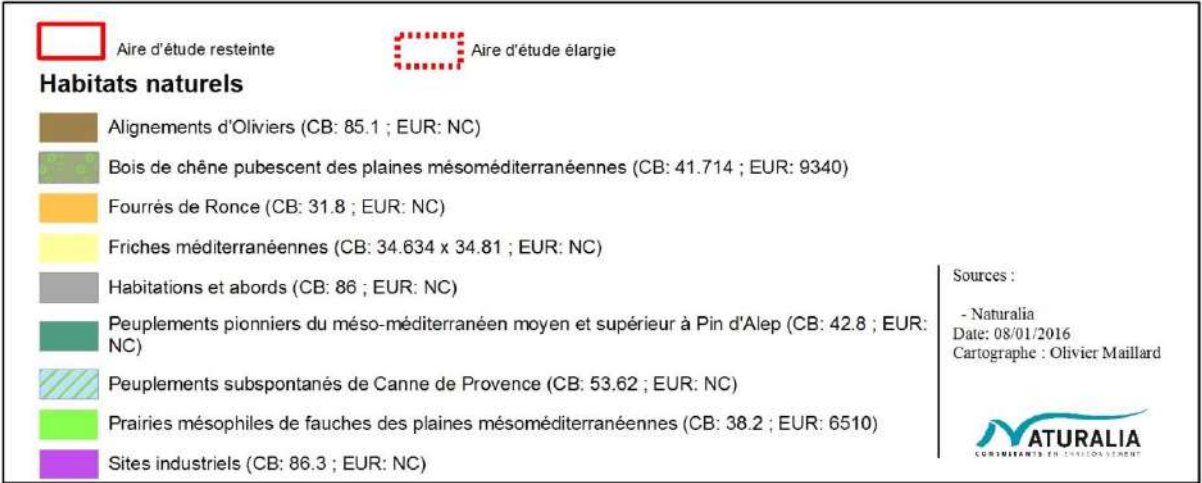 Aire d'étude resteinte
Aire d'étude élargie
Habitats naturels
Alignements d'Oliviers (CB: 85.1 ; EUR: NC)
Bois de chêne pubescent des plaines mésoméditerranéennes (CB: 41.714 ; EUR: 9340)
Fourrés de Ronce (CB: 31.8 ; EUR: NC)
Friches méditerranéennes (CB: 34.634 x 34.81 ; EUR: NC)
Habitations et abords (CB: 86 ; EUR: NC)
Peuplements pionniers du méso-méditerranéen moyen et supérieur à Pin d'Alep (CB: 42.8 ; EUR:
NC)
Peuplements subspontanés de Canne de Provence (CB: 53.62 ; EUR: NC)
Prairies mésophiles de fauches des plaines mésoméditerranéennes (CB: 38.2 ; EUR: 6510)
Sites industriels (CB: 86.3 ; EUR: NC)
Sources :
- Naturalia
Date: 08/01/2016
Cartographe : Olivier Maillard
NATURALIA
CONSULTANTS EN ENVIRONNEMENT